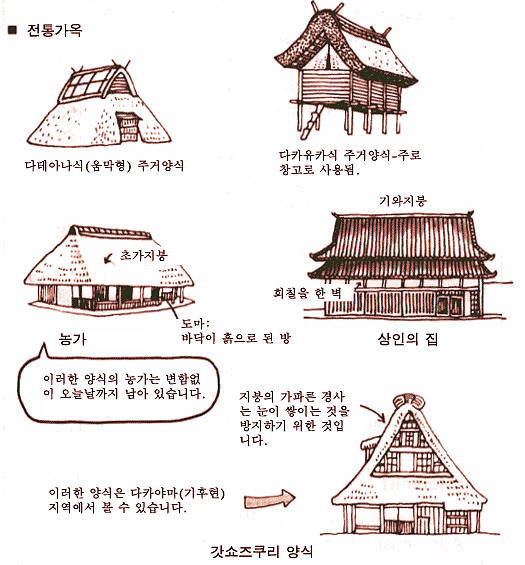 ■ 전통가옥
다테아나식(움막형) 주거양식
다카유카식 주거양식-주로
창고로 사용됨.
초가지붕
도마:
바닥이 흙으로 된 방
농가
기와지붕
회칠을 한 벽
상인의 집
이러한 양식의 농가는 변함없
이 오늘날까지 남아 있습니다.
지붕의 가파른 경사
는 눈이 쌓이는 것을
방지하기 위한 것입
니다.
이러한 양식은 다카야마(기후현)
지역에서 볼 수 있습니다.
갓쇼즈쿠리 양식